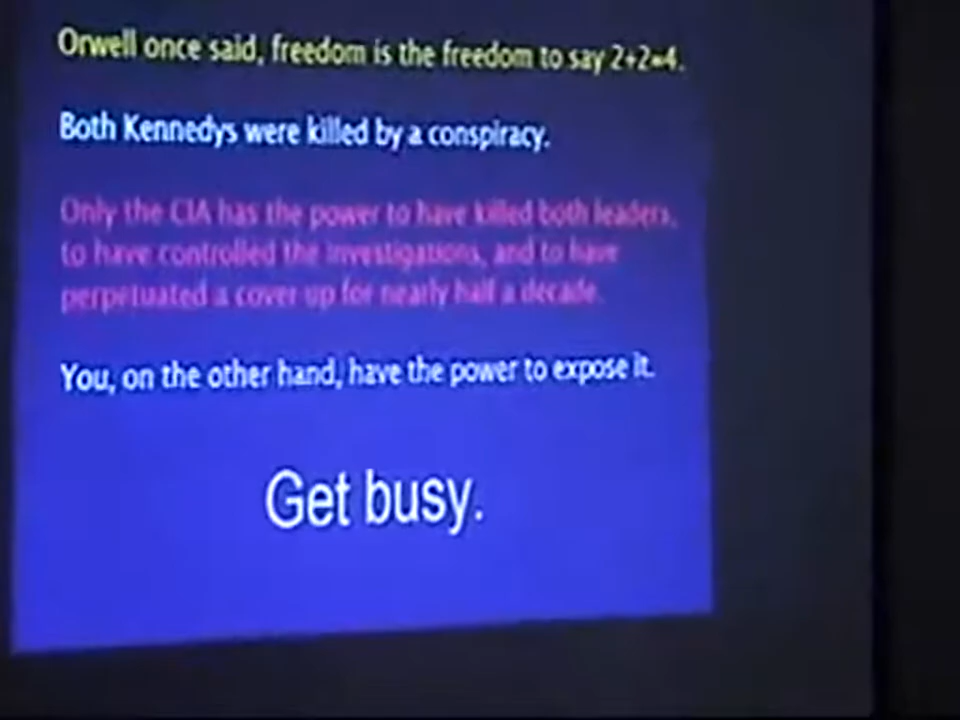 Orwell once said, freedom is the freedom to say 2+2=4.
Both Kennedys were killed by a conspiracy.
Only the CIA has the power to have killed both leaders,
to have controlled the investigations, and to have
perpetuated a cover up for nearly half a decade.
You, on the other hand, have the power to expose it.
Get busy.